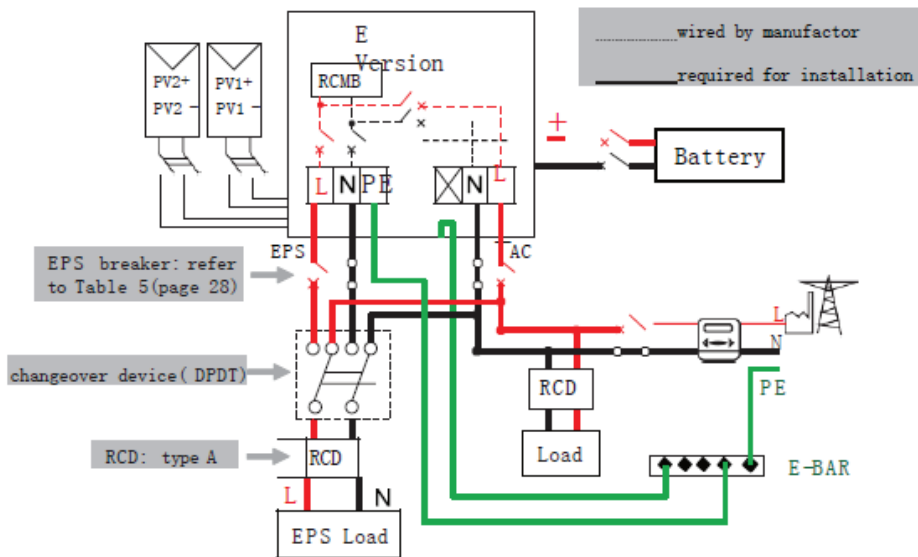 E
Version
wired by manufactor
required for installation
PV2+
PV2 -
PV1+
PV1 -
RCMB
±
Battery
L N PE
N L
EPS
AC
EPS breaker: refer
to Table 5(page 28)
L
N
changeover device( DPDT)
RCD
PE
RCD: type A
RCD
Load
E-BAR
L
N
EPS Load